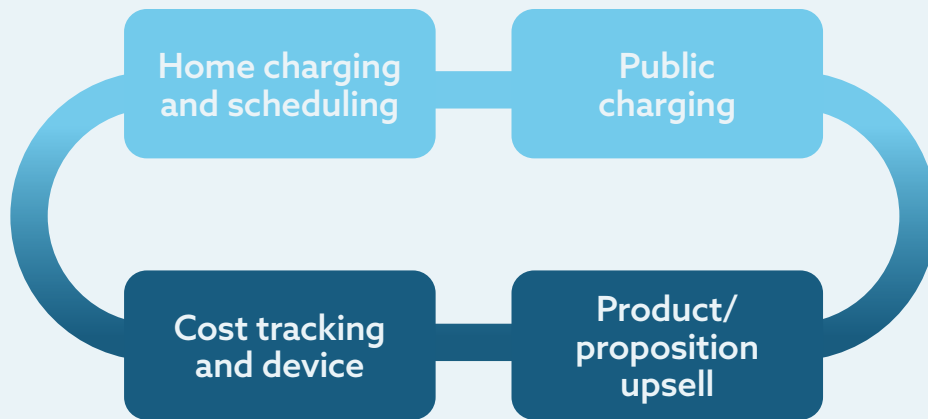 Home charging
and scheduling
Public
charging
Cost tracking
and device
Product/
proposition
upsell